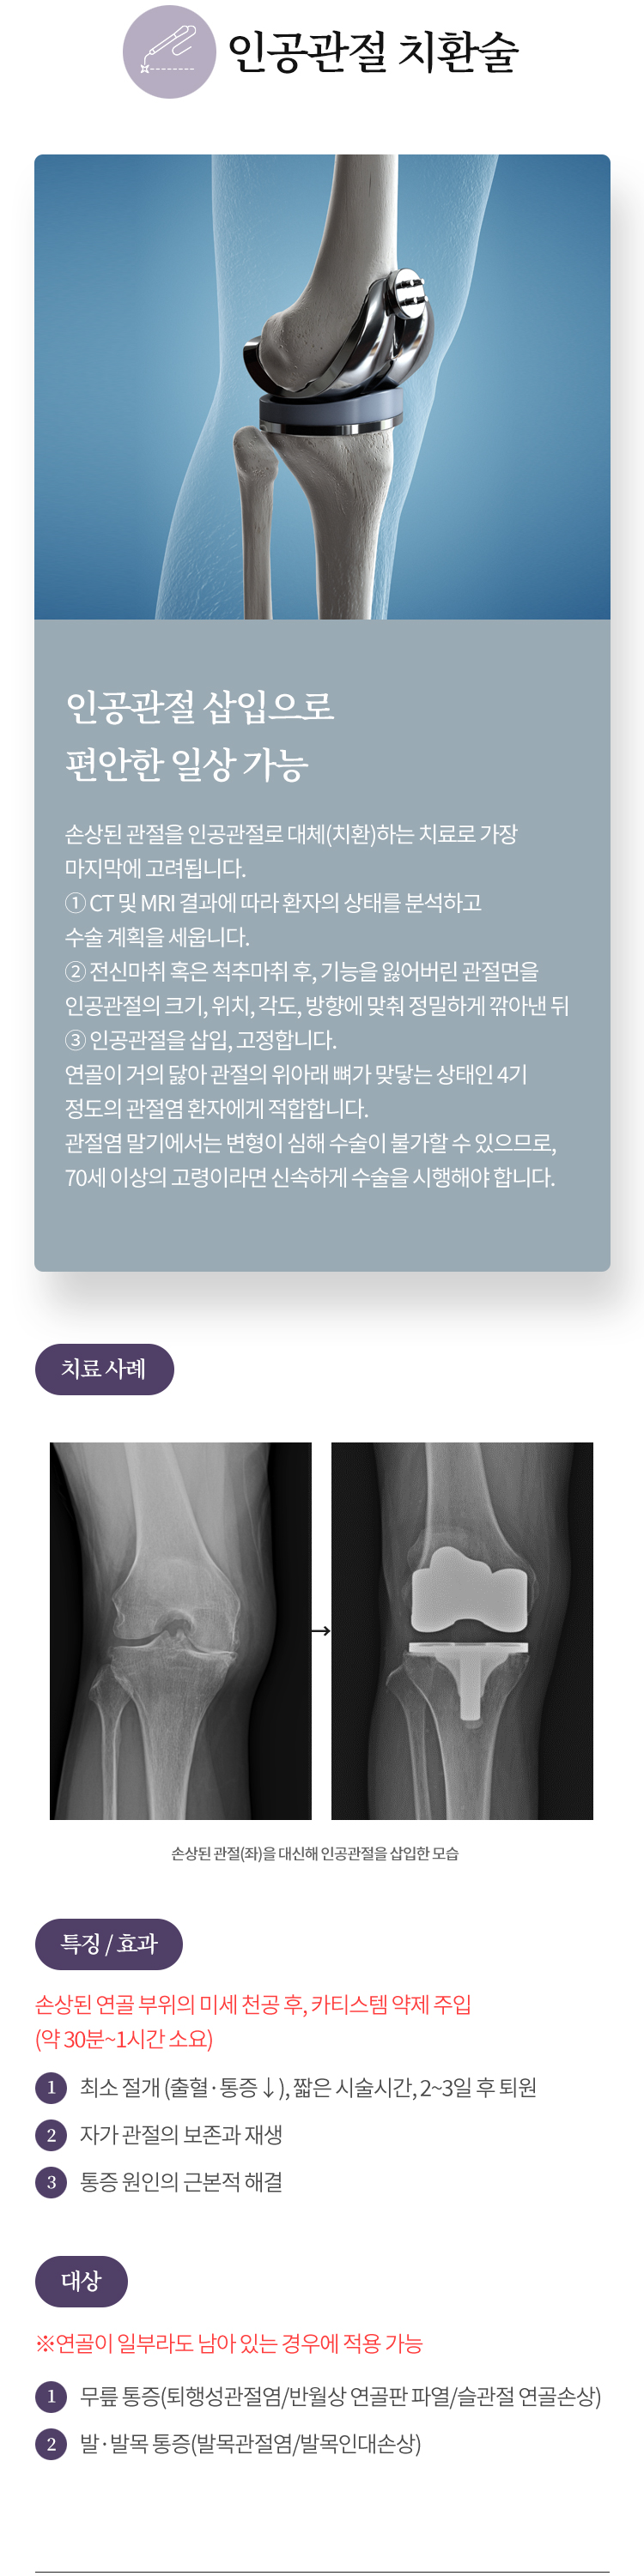 인공관절 치환술
인공관절 삽입으로
편안한 일상 가능
손상된 관절을 인공관절로 대체(치환)하는 치료로 가장
마지막에 고려됩니다.
① CT 및 MRI 결과에 따라 환자의 상태를 분석하고
수술 계획을 세웁니다.
② 전신마취 혹은 척추마취 후, 기능을 잃어버린 관절면을
인공관절의 크기, 위치, 각도, 방향에 맞춰 정밀하게 깎아낸 뒤
③ 인공관절을 삽입, 고정합니다.
연골이 거의 닳아 관절의 위아래 뼈가 맞닿는 상태인 4기
정도의 관절염 환자에게 적합합니다.
관절염 말기에서는 변형이 심해 수술이 불가할 수 있으므로,
70세 이상의 고령이라면 신속하게 수술을 시행해야 합니다.
치료 사례
→
손상된 관절(좌)을 대신해 인공관절을 삽입한 모습
특징 / 효과
손상된 연골 부위의 미세 천공 후, 카티스템 약제 주입
(약 30분~1시간 소요)
1 최소 절개 (출혈·통증↓), 짧은 시술시간, 2~3일 후 퇴원
2 자가 관절의 보존과 재생
3 통증 원인의 근본적 해결
대상
※연골이 일부라도 남아 있는 경우에 적용 가능
1 무릎 통증(퇴행성관절염/반월상 연골판 파열/슬관절 연골손상)
2 발·발목 통증(발목관절염/발목인대손상)